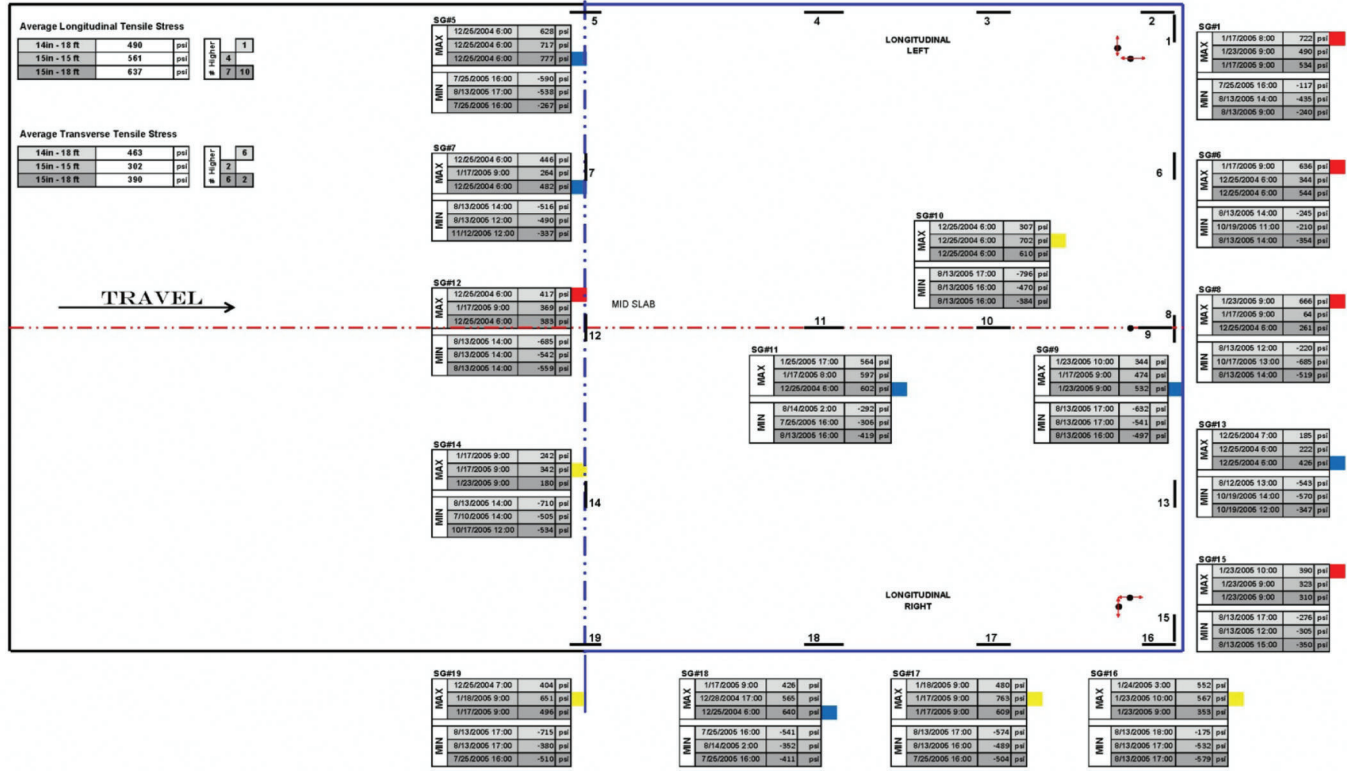 Average Longitudinal Tensile Stress
14in - 18 ft 490 psi
15in - 15 ft 561 psi
15in - 18 ft 637 psi
# Higher
1
4
7 10
Average Transverse Tensile Stress
14in - 18 ft 463 psi
15in - 15 ft 302 psi
15in - 18 ft 390 psi
# Higher
6
2
6 2
TRAVEL
SG#5
MAX
12/25/2004 6:00 628 psi
12/25/2004 6:00 717 psi
12/25/2004 6:00 777 psi
MIN
7/25/2005 16:00 -590 psi
8/13/2005 17:00 -538 psi
7/25/2005 16:00 -267 psi
SG#7
MAX
12/25/2004 6:00 446 psi
1/17/2005 9:00 264 psi
12/25/2004 6:00 482 psi
MIN
8/13/2005 14:00 -516 psi
8/13/2005 12:00 -490 psi
11/12/2005 12:00 -337 psi
SG#12
MAX
12/25/2004 6:00 417 psi
1/17/2005 9:00 369 psi
12/25/2004 6:00 383 psi
MIN
8/13/2005 14:00 -685 psi
8/13/2005 14:00 -542 psi
8/13/2005 14:00 -559 psi
SG#14
MAX
1/17/2005 9:00 242 psi
1/17/2005 9:00 342 psi
1/23/2005 9:00 180 psi
MIN
8/13/2005 14:00 -710 psi
7/10/2005 14:00 -505 psi
10/17/2005 12:00 -534 psi
5
4
3
2
1
LONGITUDINAL
LEFT
7
6
MID SLAB
12
11
10
8
9
14
13
LONGITUDINAL
RIGHT
15
19
18
17
16
SG#10
MAX
12/25/2004 6:00 307 psi
12/25/2004 6:00 702 psi
12/25/2004 6:00 610 psi
MIN
8/13/2005 17:00 -796 psi
8/13/2005 16:00 -470 psi
8/13/2005 16:00 -384 psi
SG#11
MAX
1/25/2005 17:00 564 psi
1/17/2005 8:00 597 psi
12/25/2004 6:00 602 psi
MIN
8/14/2005 2:00 -292 psi
7/25/2005 16:00 -306 psi
8/13/2005 16:00 -419 psi
SG#9
MAX
1/23/2005 10:00 344 psi
1/17/2005 9:00 474 psi
1/23/2005 9:00 532 psi
MIN
8/13/2005 17:00 -632 psi
8/13/2005 17:00 -541 psi
8/13/2005 16:00 -497 psi
SG#1
MAX
1/17/2005 8:00 722 psi
1/23/2005 9:00 490 psi
1/17/2005 9:00 534 psi
MIN
7/25/2005 16:00 -117 psi
8/13/2005 14:00 -435 psi
8/13/2005 9:00 -240 psi
SG#6
MAX
1/17/2005 9:00 636 psi
12/25/2004 6:00 344 psi
12/25/2004 6:00 544 psi
MIN
8/13/2005 14:00 -245 psi
10/19/2005 11:00 -210 psi
8/13/2005 14:00 -354 psi
SG#8
MAX
1/23/2005 9:00 666 psi
1/17/2005 9:00 64 psi
12/25/2004 6:00 261 psi
MIN
8/13/2005 12:00 -220 psi
10/17/2005 13:00 -685 psi
8/13/2005 14:00 -519 psi
SG#13
MAX
12/25/2004 7:00 185 psi
12/25/2004 6:00 222 psi
12/25/2004 6:00 426 psi
MIN
8/12/2005 13:00 -543 psi
10/19/2005 14:00 -570 psi
10/19/2005 12:00 -347 psi
SG#15
MAX
1/23/2005 10:00 390 psi
1/23/2005 9:00 323 psi
1/23/2005 9:00 310 psi
MIN
8/13/2005 17:00 -276 psi
8/13/2005 12:00 -305 psi
8/13/2005 15:00 -350 psi
SG#19
MAX
12/25/2004 7:00 404 psi
1/18/2005 9:00 651 psi
1/17/2005 9:00 496 psi
MIN
8/13/2005 17:00 -715 psi
8/13/2005 17:00 -380 psi
7/25/2005 16:00 -510 psi
SG#18
MAX
1/17/2005 9:00 426 psi
12/28/2004 17:00 565 psi
12/25/2004 6:00 640 psi
MIN
7/25/2005 16:00 -541 psi
8/14/2005 2:00 -352 psi
7/25/2005 16:00 -411 psi
SG#17
MAX
1/18/2005 9:00 480 psi
1/17/2005 9:00 763 psi
1/17/2005 9:00 609 psi
MIN
8/13/2005 17:00 -574 psi
8/13/2005 16:00 -489 psi
7/25/2005 16:00 -504 psi
SG#16
MAX
1/24/2005 3:00 552 psi
1/23/2005 10:00 567 psi
1/23/2005 9:00 353 psi
MIN
8/13/2005 18:00 -175 psi
8/13/2005 17:00 -532 psi
8/13/2005 17:00 -579 psi